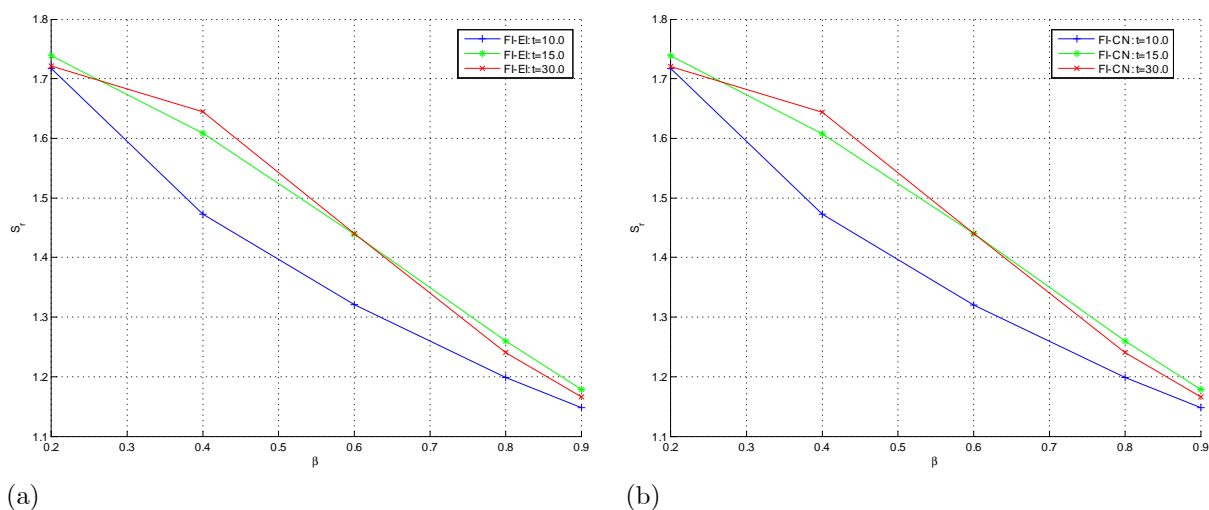 1.8
1.7
1.6
1.5
1.4
1.3
1.2
1.1
S_r
0.2 0.3 0.4 0.5 0.6 0.7 0.8 0.9
β
FI-EI:t=10.0
FI-EI:t=15.0
FI-EI:t=30.0
(a)
1.8
1.7
1.6
1.5
1.4
1.3
1.2
1.1
S_r
0.2 0.3 0.4 0.5 0.6 0.7 0.8 0.9
β
FI-CN:t=10.0
FI-CN:t=15.0
FI-CN:t=30.0
(b)